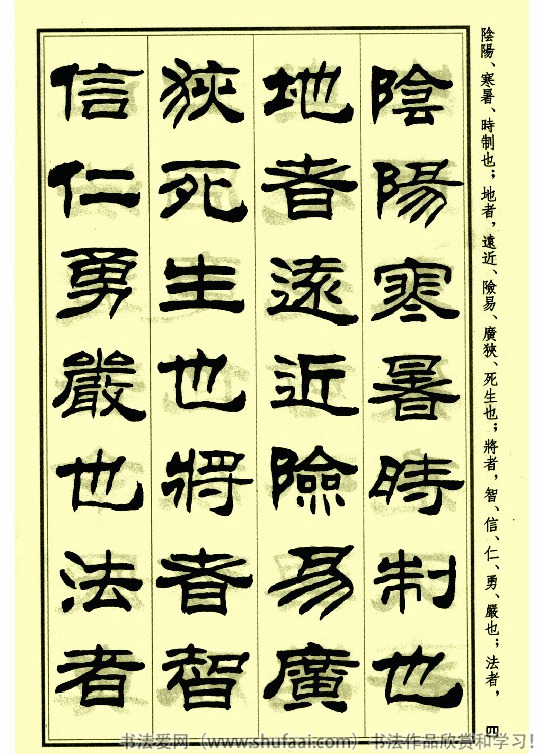 陰陽、寒暑、時制也；地者，遠近、險易、廣狹、死生也；將者，智、信、仁、勇、嚴也；法者，
陰陽寒暑時制也
地者遠近險易廣
狹死生也將者智
信仁勇嚴也法者
四
书法爱网（www.shufaai.com）书法作品欣赏和学习！